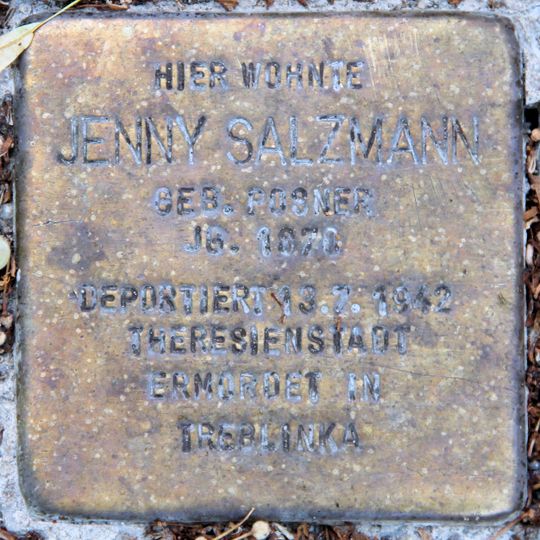 HIER WOHNTE
JENNY SALZMANN
GEB. POSNER
JG. 1870
DEPORTIERT 13.7.1942
THERESIENSTADT
ERMORDET IN
TREBLINKA